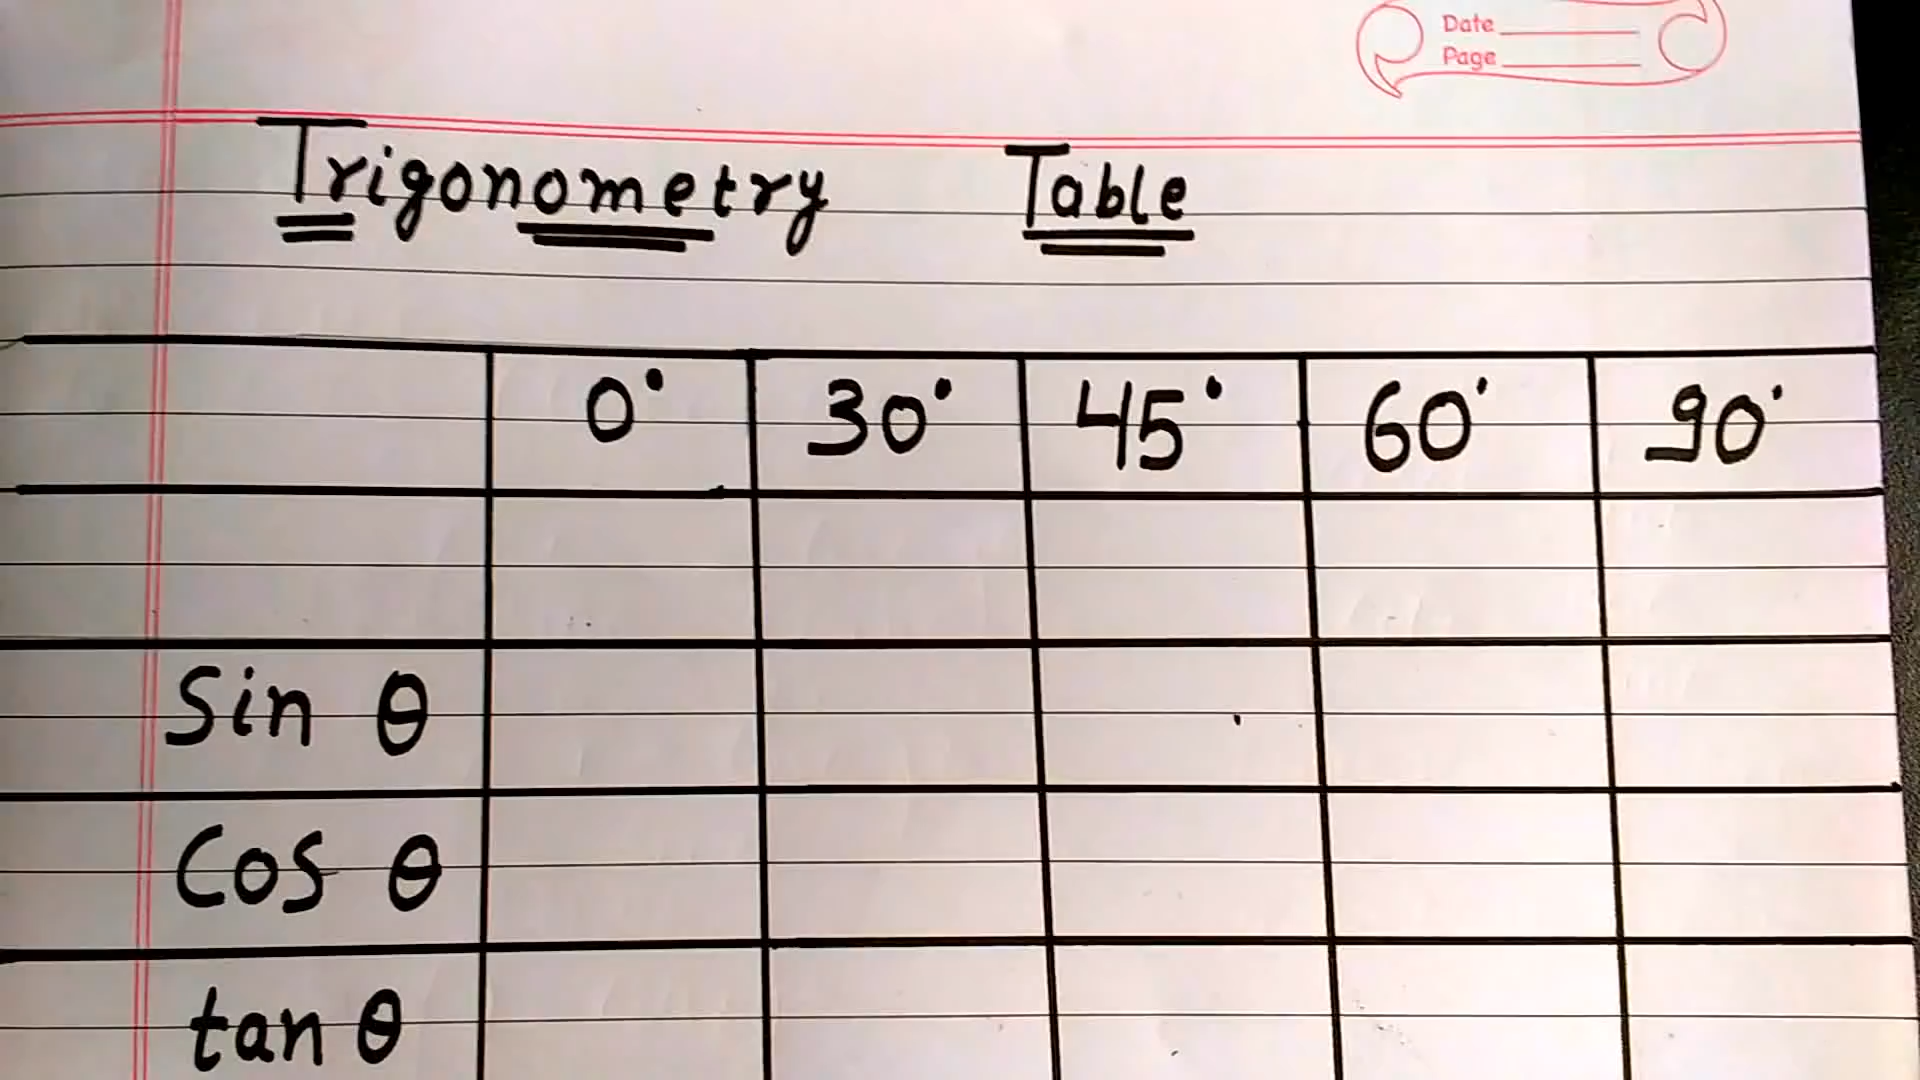 Date
Page
Trigonometry Table
0° 30° 45° 60° 90°
Sin θ
Cos θ
tan θ